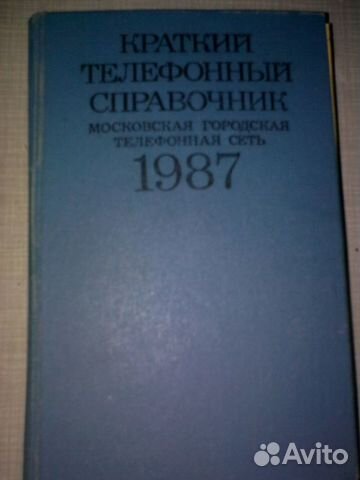 КРАТКИЙ
ТЕЛЕФОННЫЙ
СПРАВОЧНИК
МОСКОВСКАЯ ГОРОДСКАЯ
ТЕЛЕФОННАЯ СЕТЬ
1987
Avito